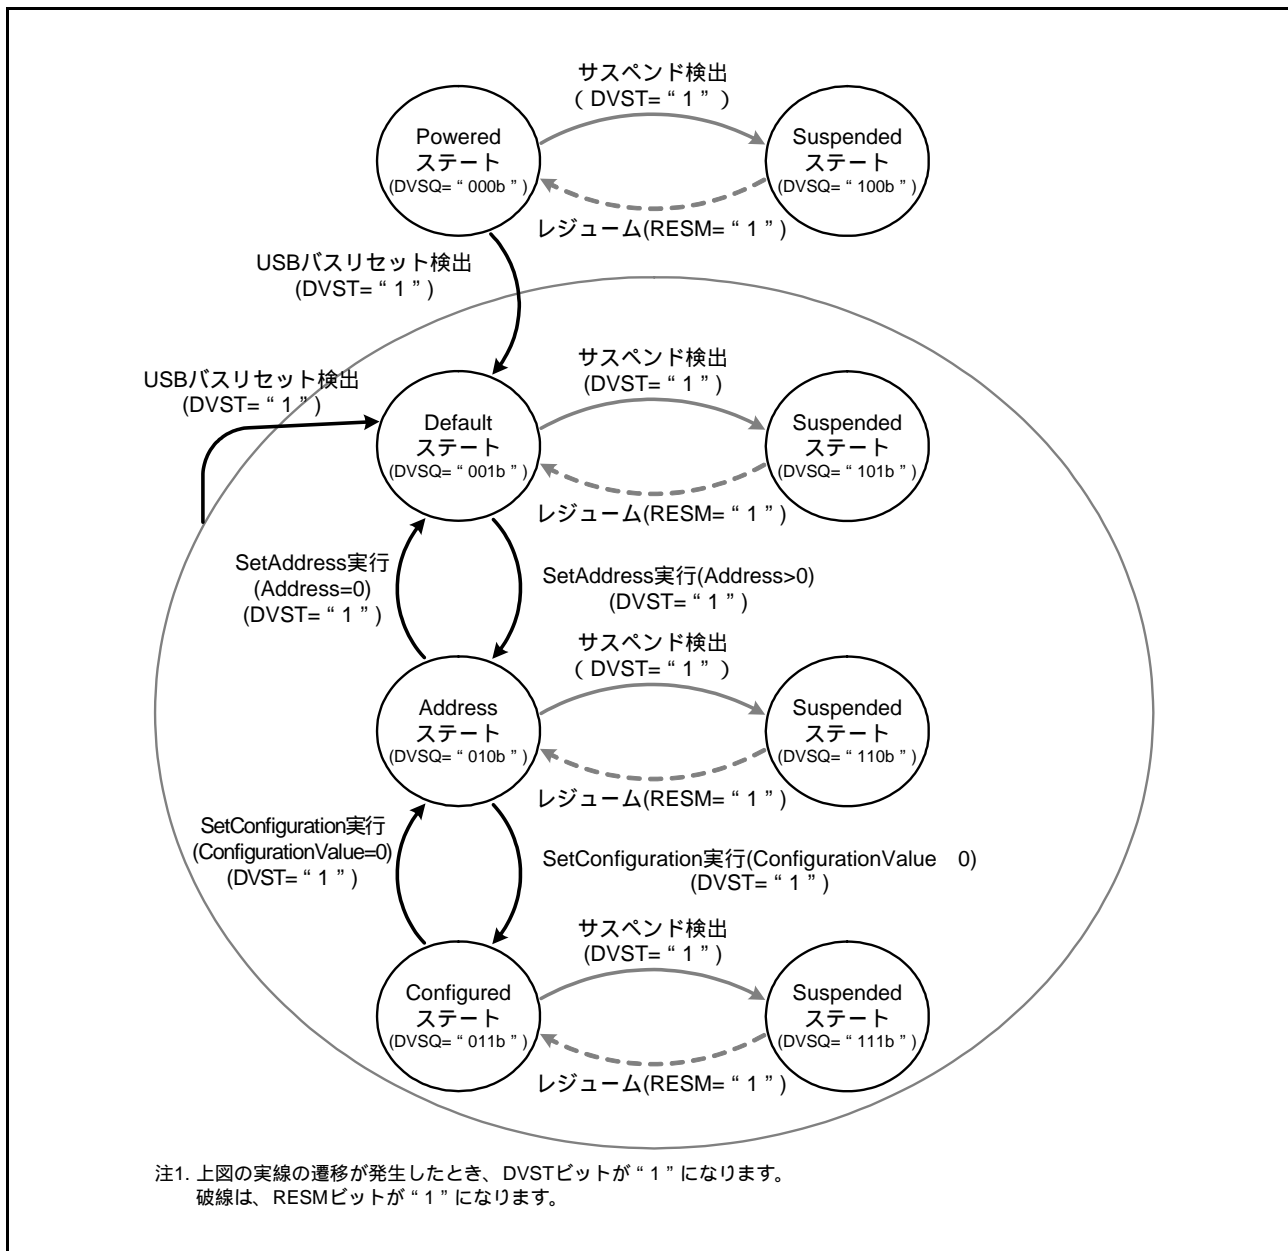 サスペンド検出
( DVST= “ 1 ” )
Powered
ステート
(DVSQ= “ 000b ” )
Suspended
ステート
(DVSQ= “ 100b ” )
レジューム(RESM= “ 1 ” )
USBバスリセット検出
(DVST= “ 1 ” )
サスペンド検出
(DVST= “ 1 ” )
USBバスリセット検出
(DVST= “ 1 ” )
Default
ステート
(DVSQ= “ 001b ” )
Suspended
ステート
(DVSQ= “ 101b ” )
レジューム(RESM= “ 1 ” )
SetAddress実行
(Address=0)
(DVST= “ 1 ” )
SetAddress実行(Address>0)
(DVST= “ 1 ” )
サスペンド検出
( DVST= “ 1 ” )
Address
ステート
(DVSQ= “ 010b ” )
Suspended
ステート
(DVSQ= “ 110b ” )
レジューム(RESM= “ 1 ” )
SetConfiguration実行
(ConfigurationValue=0)
(DVST= “ 1 ” )
SetConfiguration実行(ConfigurationValue　0)
(DVST= “ 1 ” )
サスペンド検出
(DVST= “ 1 ” )
Configured
ステート
(DVSQ= “ 011b ” )
Suspended
ステート
(DVSQ= “ 111b ” )
レジューム(RESM= “ 1 ” )
注1. 上図の実線の遷移が発生したとき、DVSTビットが “ 1 ” になります。
破線は、RESMビットが “ 1 ” になります。